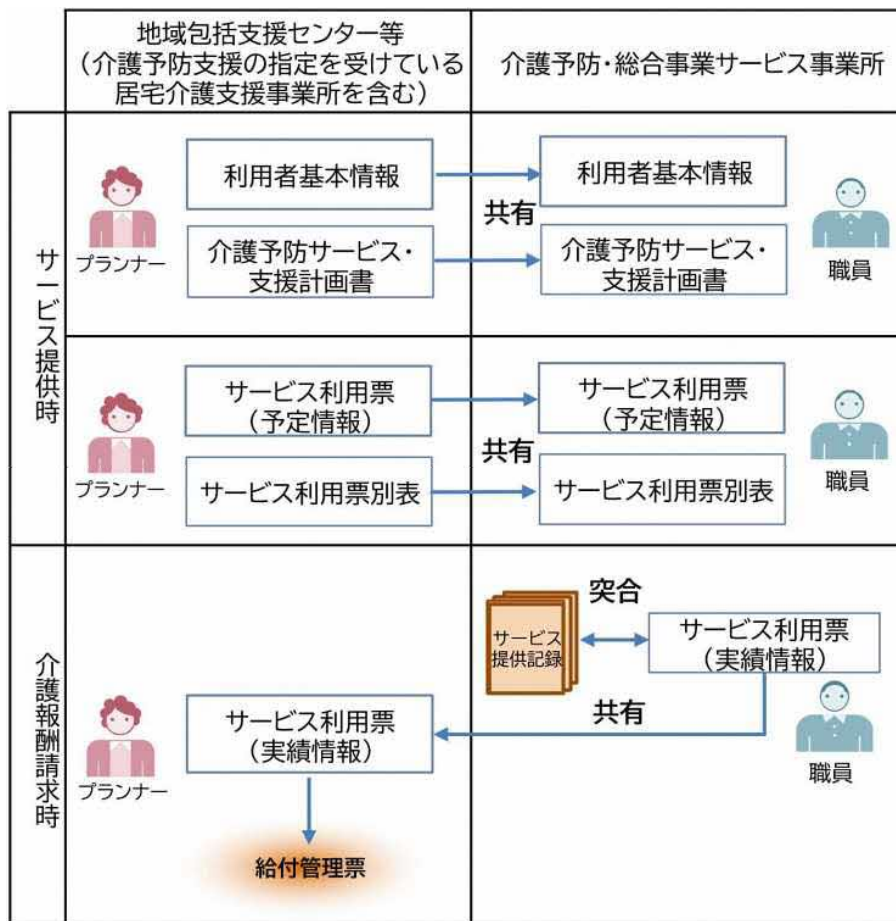 地域包括支援センター等
（介護予防支援の指定を受けている
居宅介護支援事業所を含む）
介護予防・総合事業サービス事業所
サービス提供時
プランナー
利用者基本情報
共有
利用者基本情報
介護予防サービス・
支援計画書
介護予防サービス・
支援計画書
職員
プランナー
サービス利用票
（予定情報）
共有
サービス利用票
（予定情報）
サービス利用票別表
サービス利用票別表
職員
介護報酬請求時
サービス
提供記録
突合
サービス利用票
（実績情報）
共有
職員
プランナー
サービス利用票
（実績情報）
給付管理票